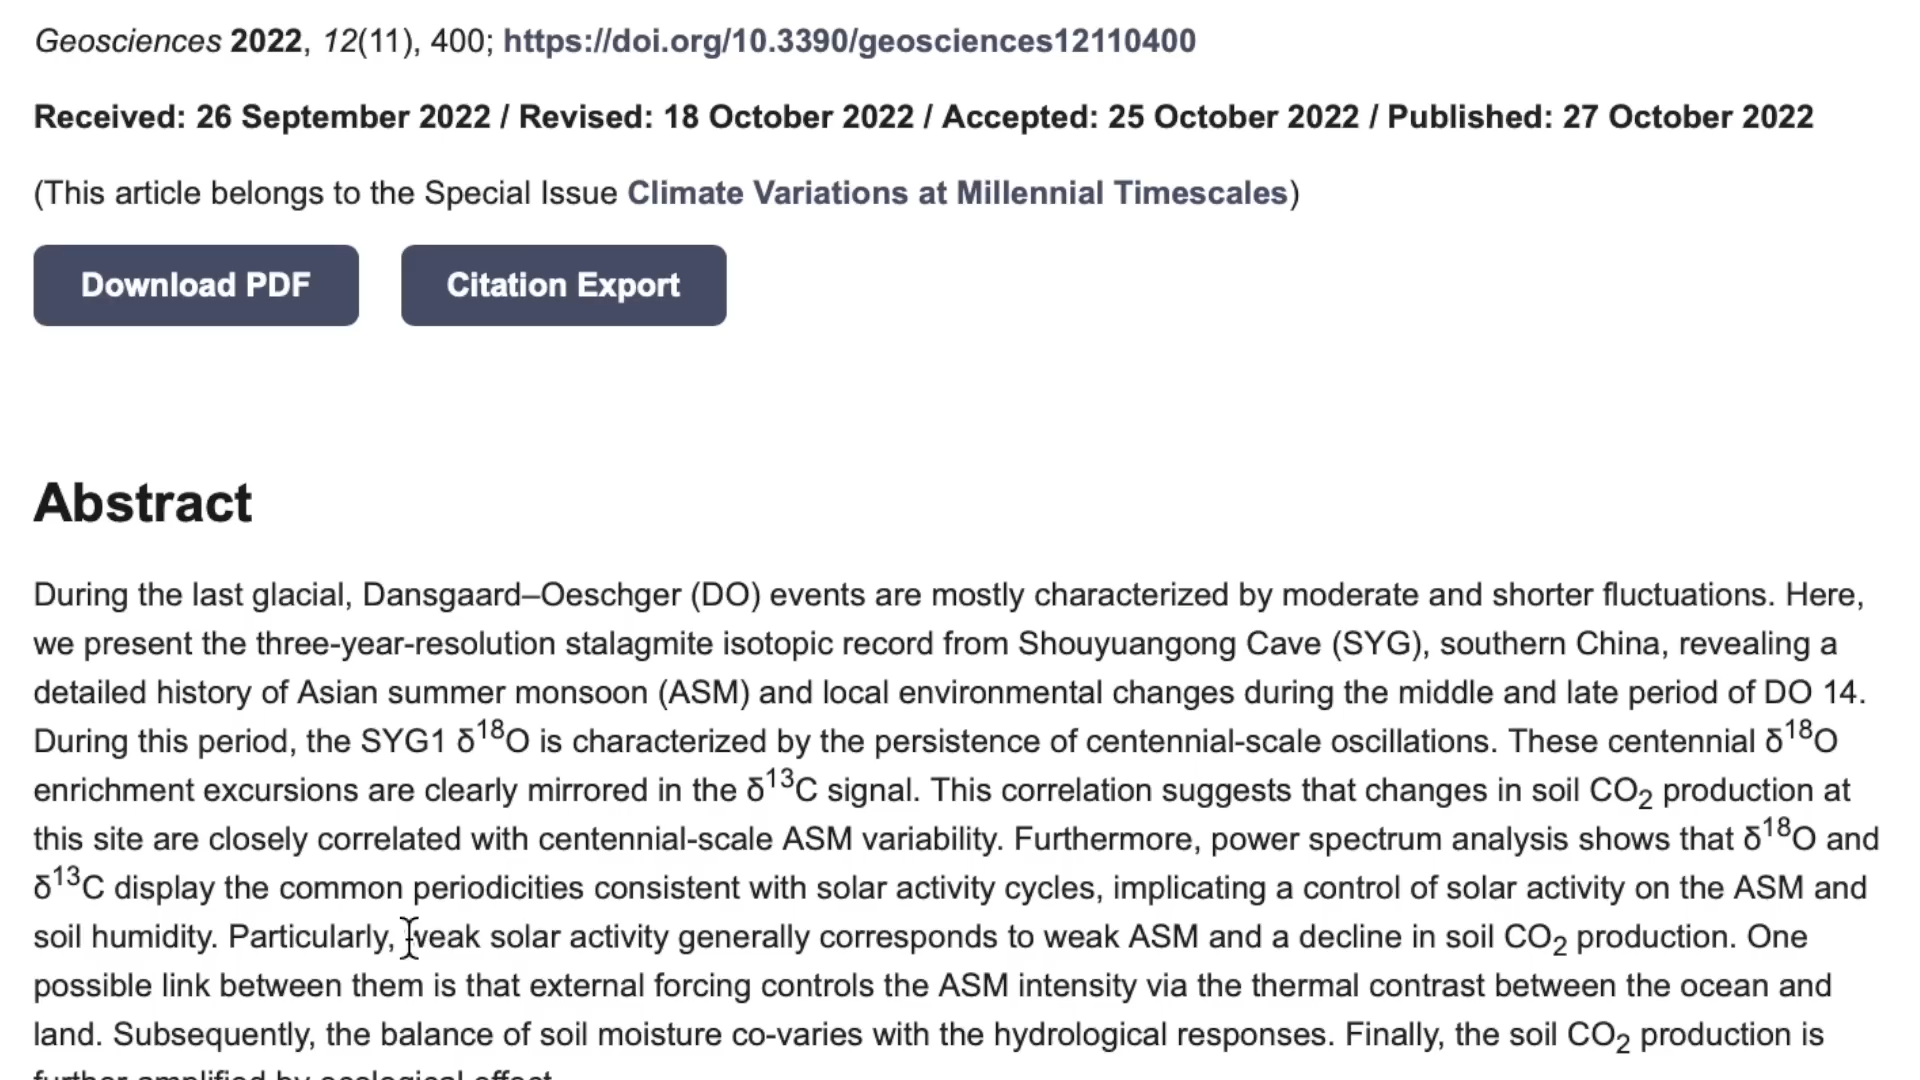 Geosciences 2022, 12(11), 400; https://doi.org/10.3390/geosciences12110400
Received: 26 September 2022 / Revised: 18 October 2022 / Accepted: 25 October 2022 / Published: 27 October 2022
(This article belongs to the Special Issue Climate Variations at Millennial Timescales)
Download PDF
Citation Export
Abstract
During the last glacial, Dansgaard–Oeschger (DO) events are mostly characterized by moderate and shorter fluctuations. Here,
we present the three-year-resolution stalagmite isotopic record from Shouyuangong Cave (SYG), southern China, revealing a
detailed history of Asian summer monsoon (ASM) and local environmental changes during the middle and late period of DO 14.
During this period, the SYG1 δ¹⁸O is characterized by the persistence of centennial-scale oscillations. These centennial δ¹⁸O
enrichment excursions are clearly mirrored in the δ¹³C signal. This correlation suggests that changes in soil CO₂ production at
this site are closely correlated with centennial-scale ASM variability. Furthermore, power spectrum analysis shows that δ¹⁸O and
δ¹³C display the common periodicities consistent with solar activity cycles, implicating a control of solar activity on the ASM and
soil humidity. Particularly, weak solar activity generally corresponds to weak ASM and a decline in soil CO₂ production. One
possible link between them is that external forcing controls the ASM intensity via the thermal contrast between the ocean and
land. Subsequently, the balance of soil moisture co-varies with the hydrological responses. Finally, the soil CO₂ production is
further amplified by ecological effect.